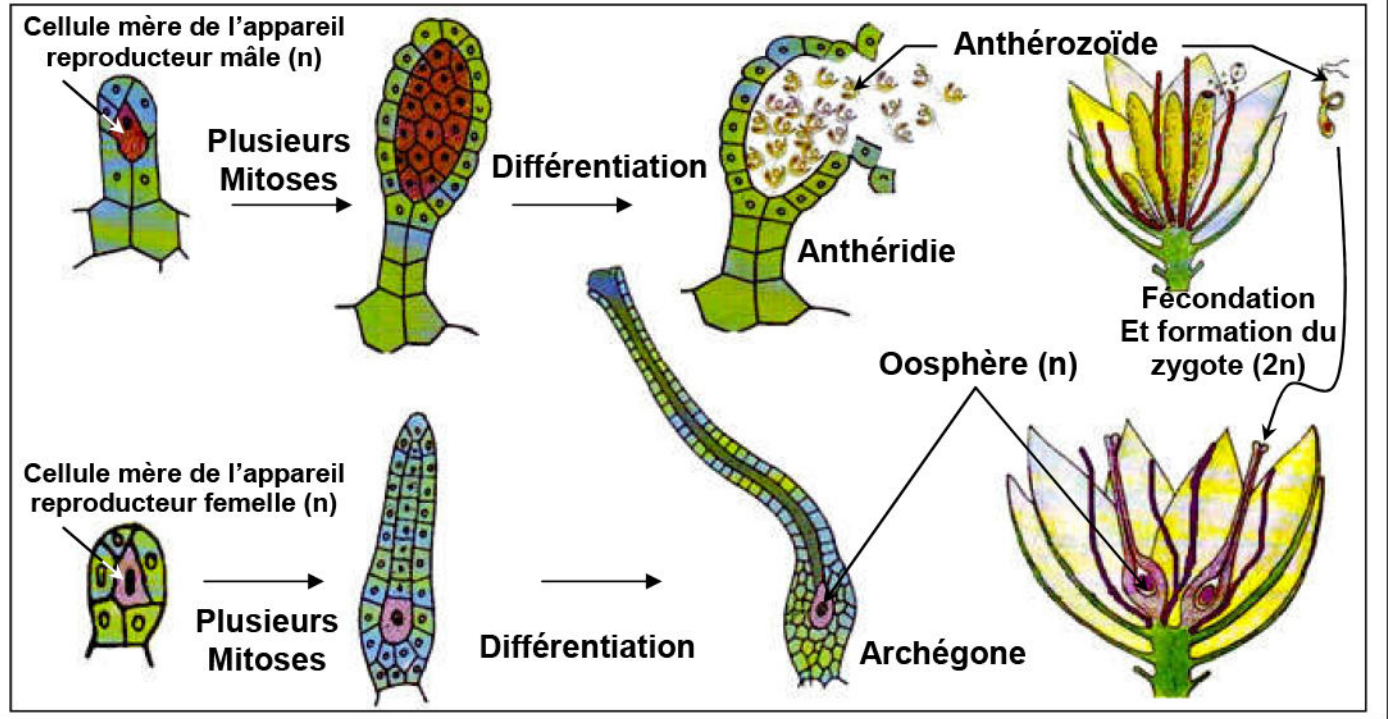 Cellule mère de l'appareil
reproducteur mâle (n)
Plusieurs
Mitoses
Différentiation
Anthérozoïde
Anthéridie
Fécondation
Et formation du
zygote (2n)
Oosphère (n)
Cellule mère de l'appareil
reproducteur femelle (n)
Plusieurs
Mitoses
Différentiation
Archégone